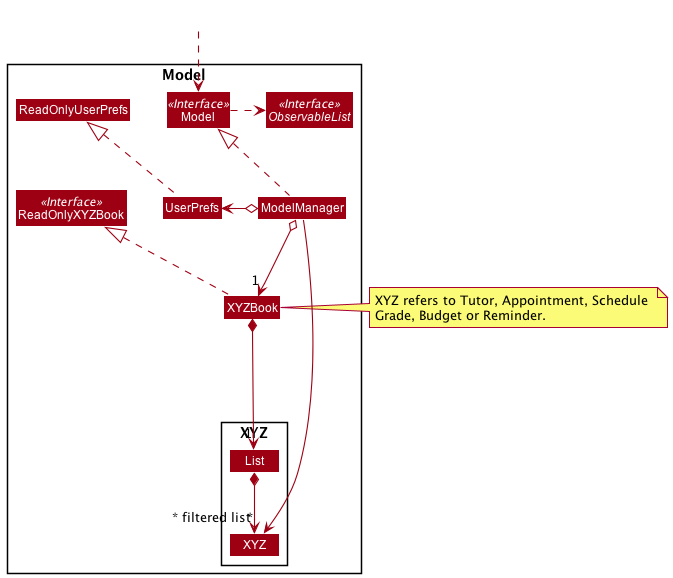 Model
ReadOnlyUserPrefs
«Interface»
Model
«Interface»
ObservableList
«Interface»
ReadOnlyXYZBook
UserPrefs
ModelManager
1
XYZBook
XYZ refers to Tutor, Appointment, Schedule
Grade, Budget or Reminder.
XYZ
1
List
* filtered list
*
XYZ